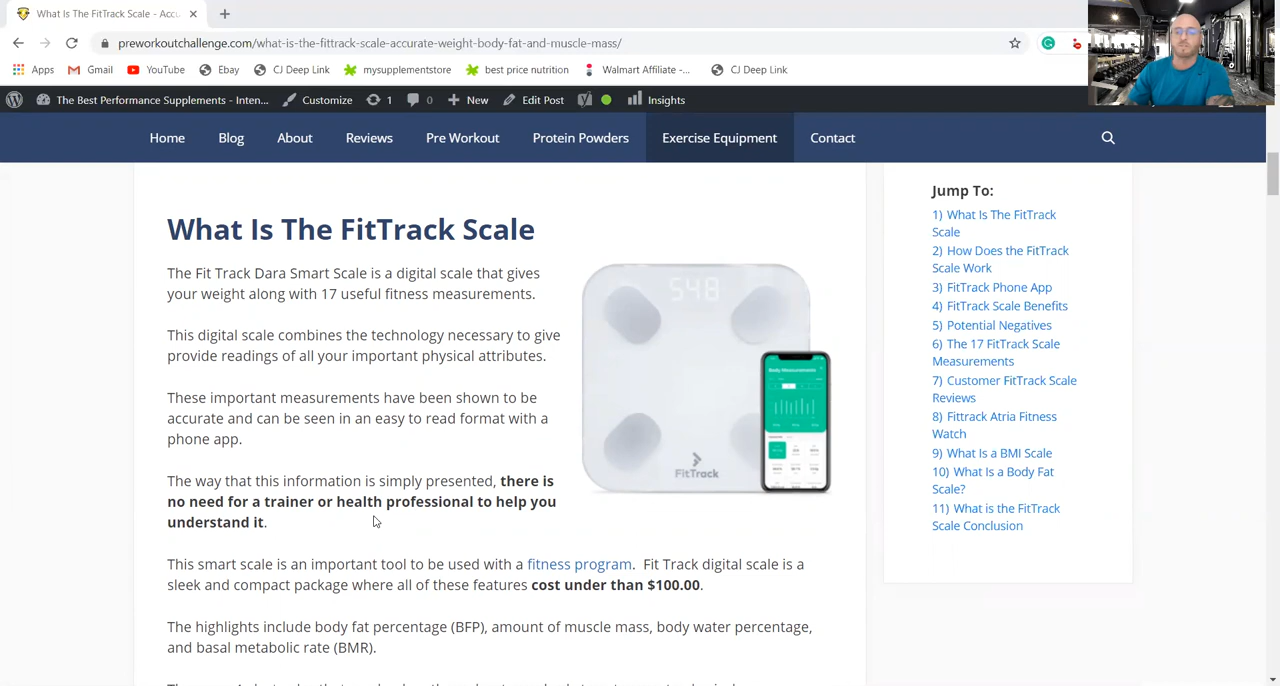 What Is The FitTrack Scale - Accu
preworkoutchallenge.com/what-is-the-fittrack-scale-accurate-weight-body-fat-and-muscle-mass/
Apps Gmail YouTube Ebay CJ Deep Link mysupplementstore best price nutrition Walmart Affiliate -... CJ Deep Link
The Best Performance Supplements - Inten... Customize 1 0 New Edit Post Insights
Home Blog About Reviews Pre Workout Protein Powders Exercise Equipment Contact
What Is The FitTrack Scale
The Fit Track Dara Smart Scale is a digital scale that gives
your weight along with 17 useful fitness measurements.
This digital scale combines the technology necessary to give
provide readings of all your important physical attributes.
These important measurements have been shown to be
accurate and can be seen in an easy to read format with a
phone app.
The way that this information is simply presented, there is
no need for a trainer or health professional to help you
understand it.
548
Body Measurements
FitTrack
This smart scale is an important tool to be used with a fitness program. Fit Track digital scale is a
sleek and compact package where all of these features cost under than $100.00.
The highlights include body fat percentage (BFP), amount of muscle mass, body water percentage,
and basal metabolic rate (BMR).
Jump To:
1) What Is The FitTrack
Scale
2) How Does the FitTrack
Scale Work
3) FitTrack Phone App
4) FitTrack Scale Benefits
5) Potential Negatives
6) The 17 FitTrack Scale
Measurements
7) Customer FitTrack Scale
Reviews
8) Fittrack Atria Fitness
Watch
9) What Is a BMI Scale
10) What Is a Body Fat
Scale?
11) What is the FitTrack
Scale Conclusion